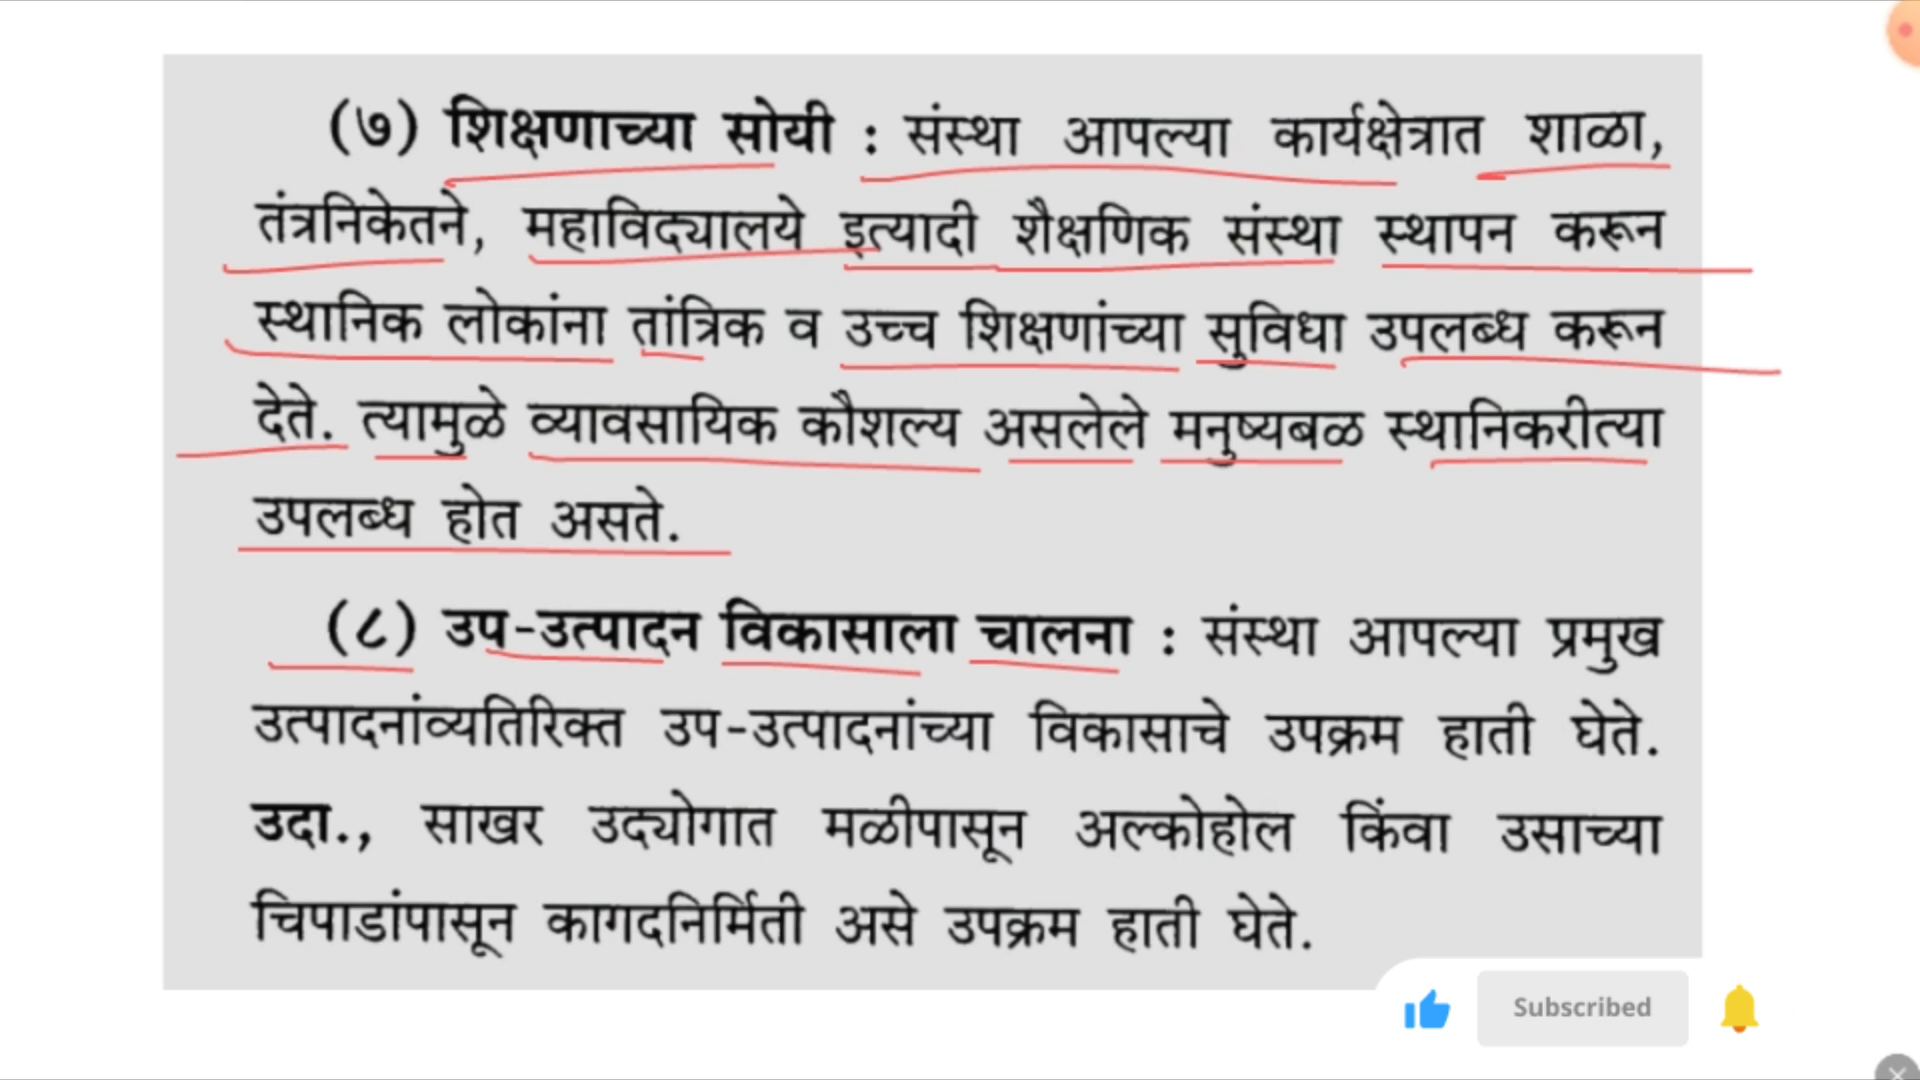 (७) शिक्षणाच्या सोयी : संस्था आपल्या कार्यक्षेत्रात शाळा,
तंत्रनिकेतने, महाविद्यालये इत्यादी शैक्षणिक संस्था स्थापन करून
स्थानिक लोकांना तांत्रिक व उच्च शिक्षणांच्या सुविधा उपलब्ध करून
देते. त्यामुळे व्यावसायिक कौशल्य असलेले मनुष्यबळ स्थानिकरीत्या
उपलब्ध होत असते.
(८) उप-उत्पादन विकासाला चालना : संस्था आपल्या प्रमुख
उत्पादनांव्यतिरिक्त उप-उत्पादनांच्या विकासाचे उपक्रम हाती घेते.
उदा., साखर उद्योगात मळीपासून अल्कोहोल किंवा उसाच्या
चिपाडांपासून कागदनिर्मिती असे उपक्रम हाती घेते.
Subscribed